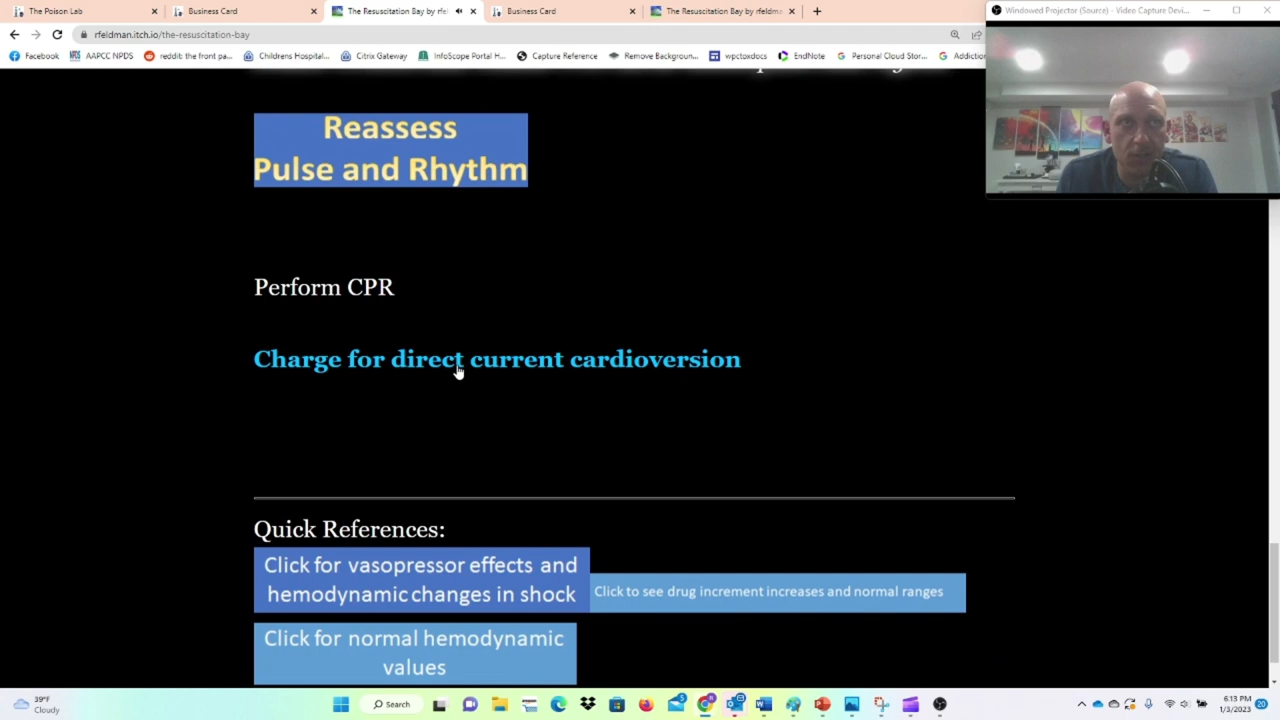 The Poison Lab
Business Card
The Resuscitation Bay by rfe
Business Card
The Resuscitation Bay by rfeldma
Windowed Projector (Source) - Video Capture Devi...
rfeldman.itch.io/the-resuscitation-bay
Facebook
AAPCC NPDS
reddit: the front pa...
Childrens Hospital...
Citrix Gateway
InfoScope Portal H...
Capture Reference
Remove Backgroun...
wpctoxdocs
EndNote
Personal Cloud Stor...
Addictio
Reassess
Pulse and Rhythm
Perform CPR
Charge for direct current cardioversion
Quick References:
Click for vasopressor effects and
hemodynamic changes in shock
Click to see drug increment increases and normal ranges
Click for normal hemodynamic
values
39°F
Cloudy
Search
6:13 PM
1/3/2023
20